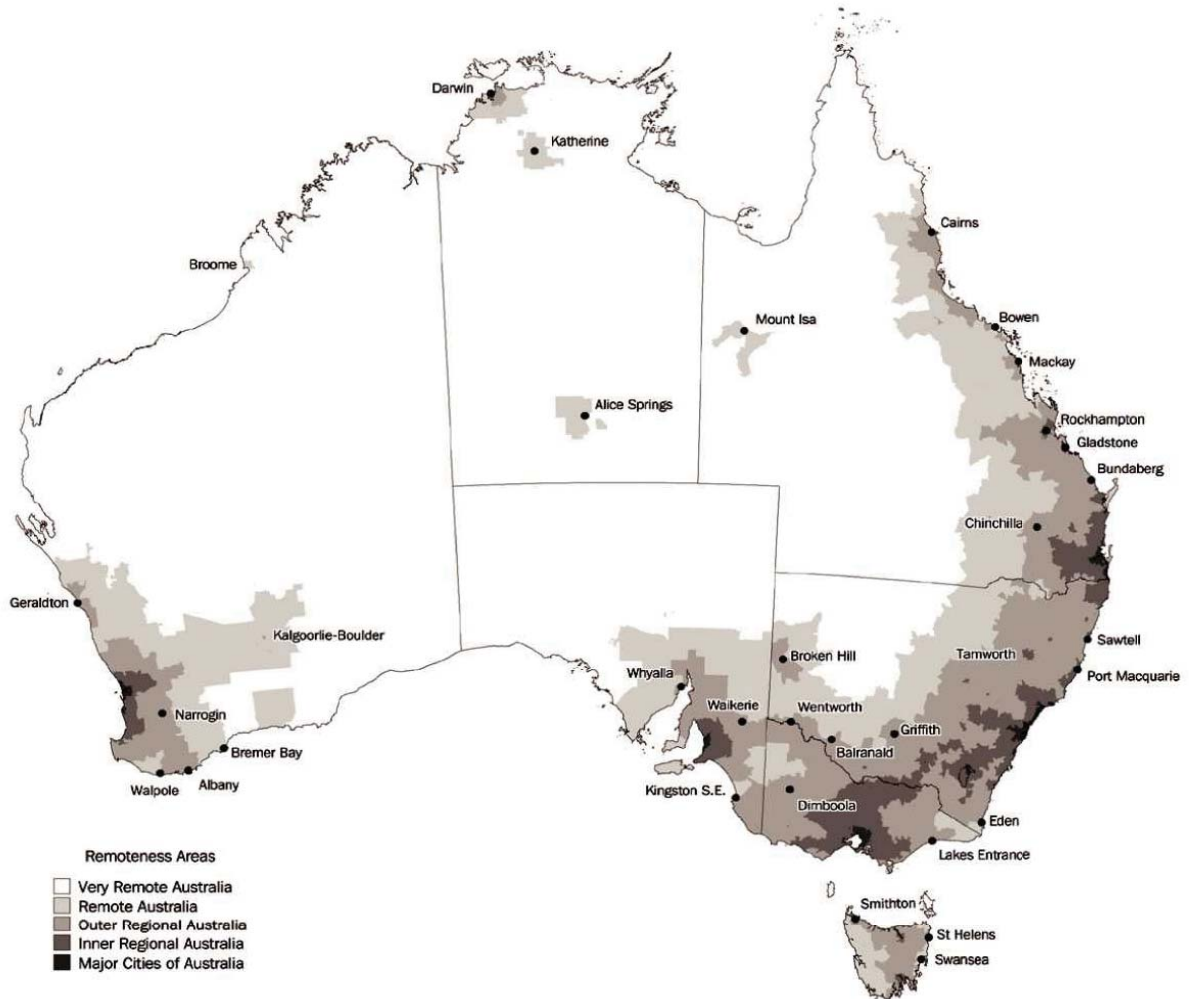 Darwin
Katherine
Cairns
Broome
Mount Isa
Bowen
Mackay
Alice Springs
Rockhampton
Gladstone
Bundaberg
Chinchilla
Geraldton
Kalgoorlie-Boulder
Broken Hill
Tamworth
Sawtell
Whyalla
Port Macquarie
Narrogin
Waikerie
Wentworth
Griffith
Bremer Bay
Balranald
Walpole
Albany
Kingston S.E.
Dimboola
Eden
Lakes Entrance
Remoteness Areas
Very Remote Australia
Remote Australia
Outer Regional Australia
Inner Regional Australia
Major Cities of Australia
Smithton
St Helens
Swansea